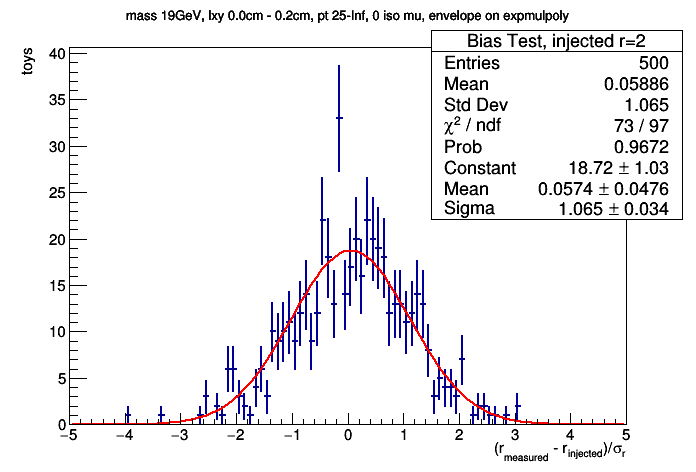 mass 19GeV, lxy 0.0cm - 0.2cm, pt 25-Inf, 0 iso mu, envelope on expmulpoly
Bias Test, injected r=2
Entries 500
Mean 0.05886
Std Dev 1.065
χ² / ndf 73 / 97
Prob 0.9672
Constant 18.72 ± 1.03
Mean 0.0574 ± 0.0476
Sigma 1.065 ± 0.034
toys
40
35
30
25
20
15
10
5
0
−5 −4 −3 −2 −1 0 1 2 3 4 5
(r_measured - r_injected)/σ_r